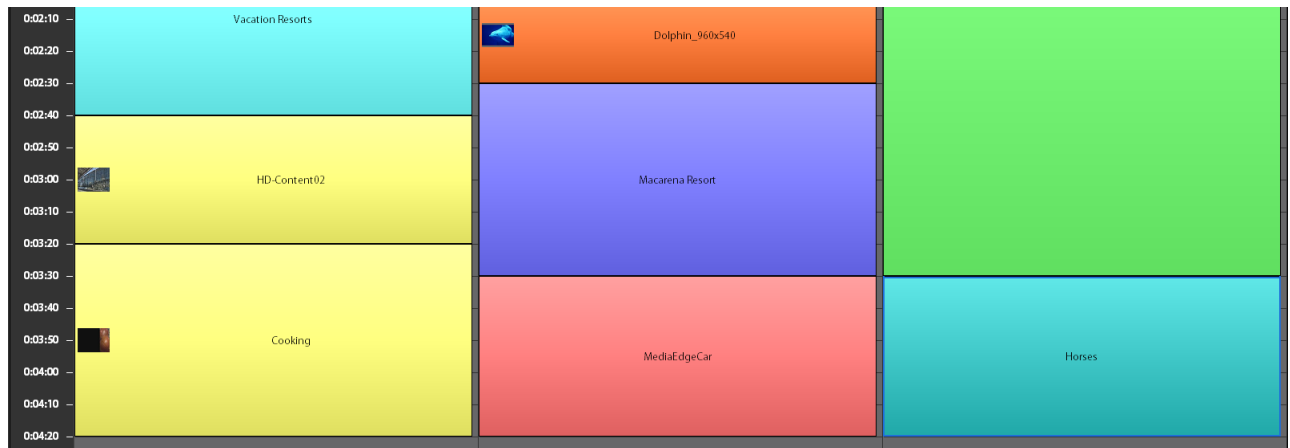 0:02:10
Vacation Resorts
0:02:20
Dolphin_960x540
0:02:30
0:02:40
0:02:50
0:03:00
HD-Content02
Macarena Resort
0:03:10
0:03:20
0:03:30
0:03:40
0:03:50
Cooking
MediaEdgeCar
Horses
0:04:00
0:04:10
0:04:20